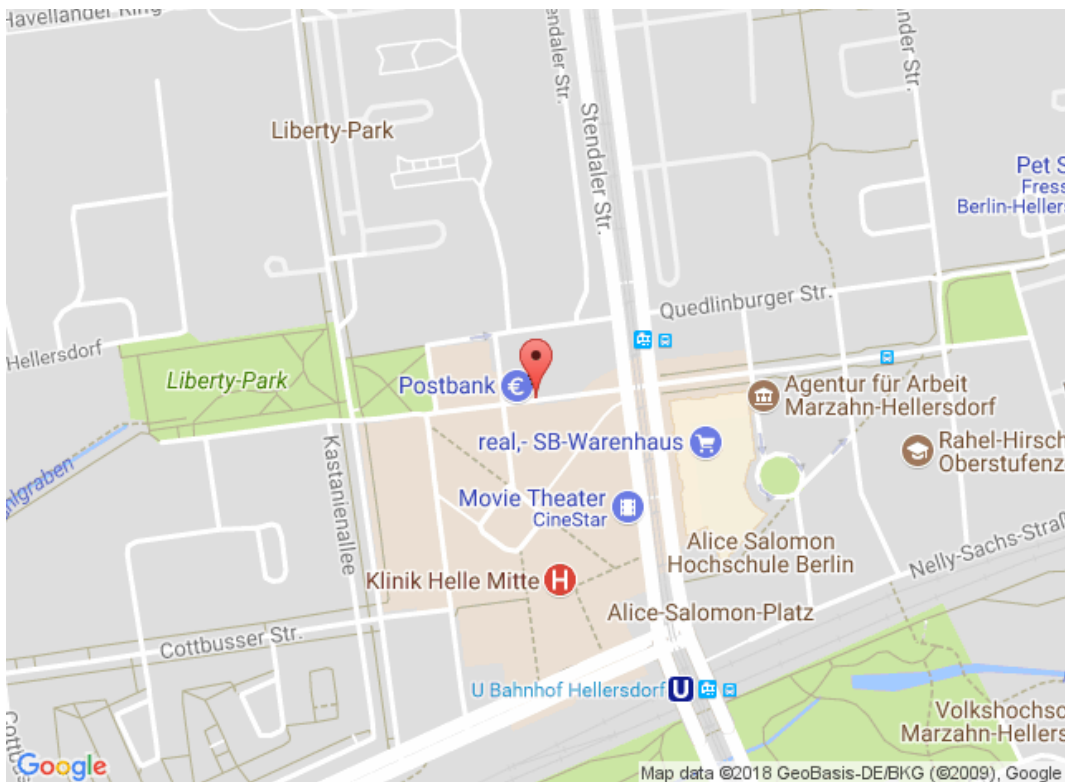 Havelländer Ring
Liberty-Park
Stendaler Str.
Stendaler Str.
Pet S
Fress
Berlin-Hellers
Quedlinburger Str.
Hellersdorf
Liberty-Park
Postbank
€
Agentur für Arbeit
Marzahn-Hellersdorf
real,- SB-Warenhaus
Rahel-Hirsch
Oberstufenz
Kastanienallee
Movie Theater
CineStar
Alice Salomon
Hochschule Berlin
Nelly-Sachs-Straß
Klinik Helle Mitte
H
Alice-Salomon-Platz
Cottbusser Str.
U Bahnhof Hellersdorf
U
Volkshochsc
Marzahn-Hellers
Google
Map data ©2018 GeoBasis-DE/BKG (©2009), Google